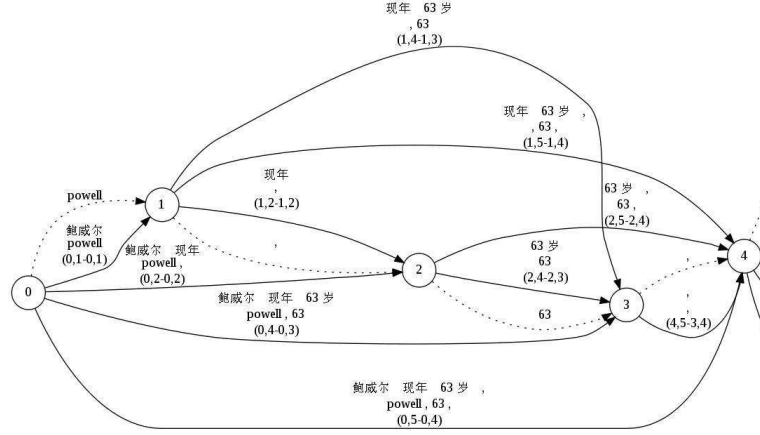 现年 63 岁
, 63
(1,4-1,3)
现年 63 岁 ，
, 63 ,
(1,5-1,4)
现年
,
(1,2-1,2)
powell
1
63 岁 ，
63 ,
(2,5-2,4)
鲍威尔
powell
(0,1-0,1)
鲍威尔 现年
powell ,
(0,2-0,2)
,
63 岁
63
(2,4-2,3)
,
4
2
0
鲍威尔 现年 63 岁
powell , 63
(0,4-0,3)
63
3
，
,
(4,5-3,4)
鲍威尔 现年 63 岁 ，
powell , 63 ,
(0,5-0,4)